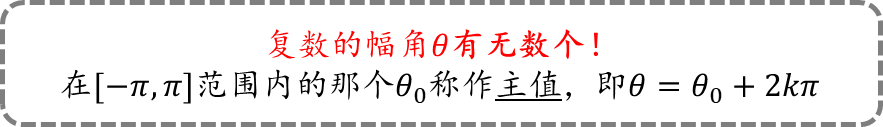 复数的幅角θ有无数个！
在[−π,π]范围内的那个θ₀称作主值，即θ = θ₀ + 2kπ